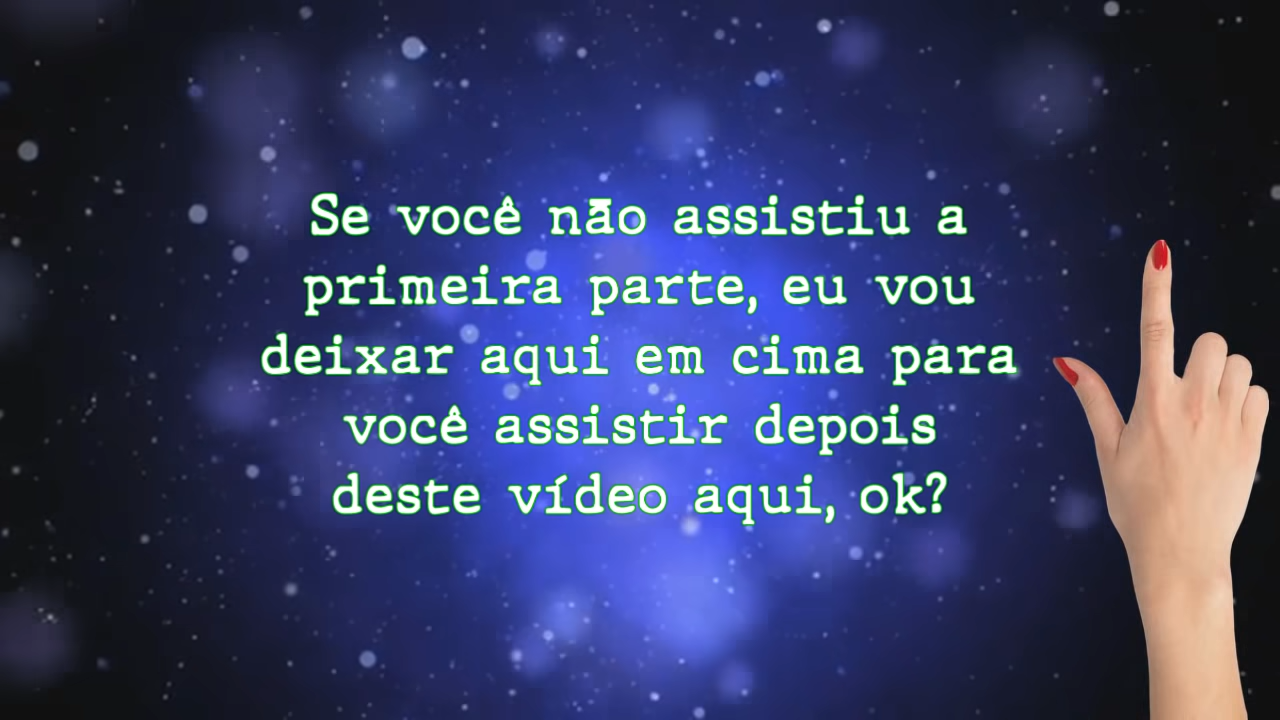 Se você não assistiu a
primeira parte, eu vou
deixar aqui em cima para
você assistir depois
deste vídeo aqui, ok?